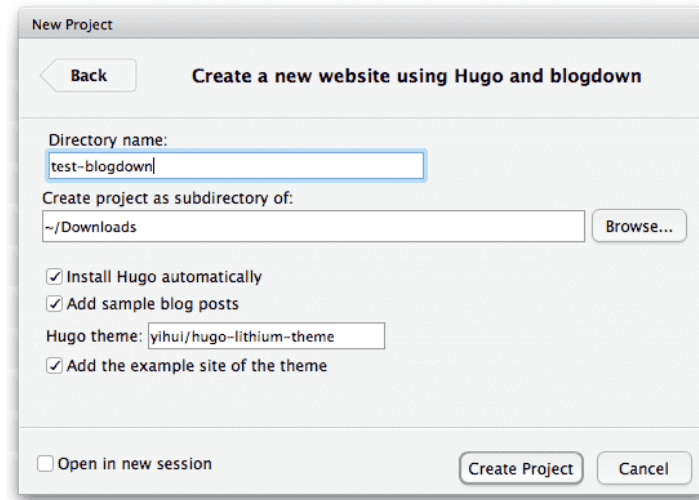 New Project
Back
Create a new website using Hugo and blogdown
Directory name:
test-blogdown
Create project as subdirectory of:
~/Downloads
Browse...
Install Hugo automatically
Add sample blog posts
Hugo theme: yihui/hugo-lithium-theme
Add the example site of the theme
Open in new session
Create Project
Cancel